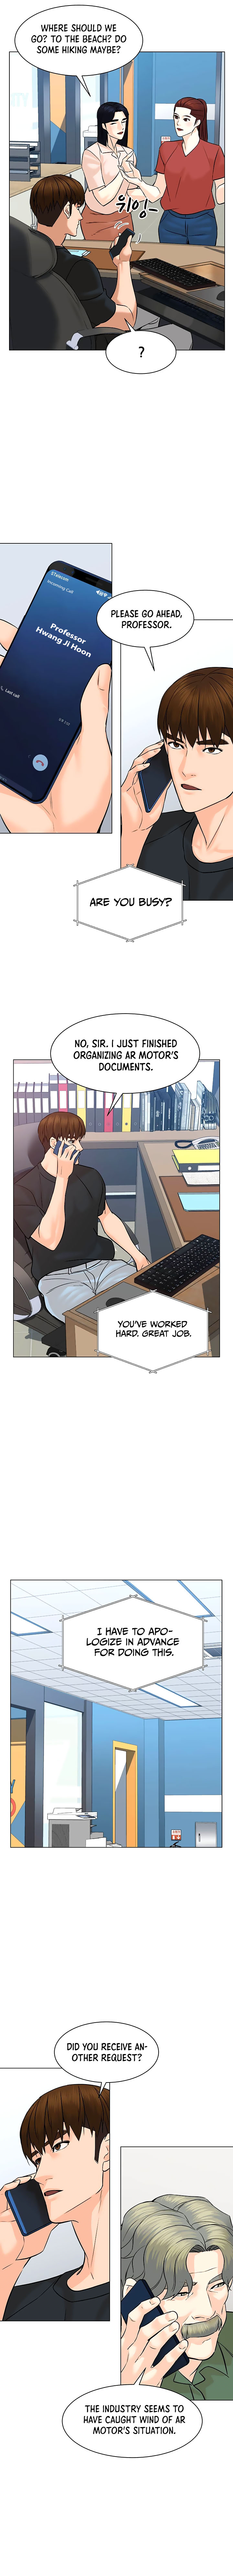 WHERE SHOULD WE
GO? TO THE BEACH? DO
SOME HIKING MAYBE?
위잉-
?
Incoming Call
Professor
Hwang Ji Hoon
PLEASE GO AHEAD,
PROFESSOR.
ARE YOU BUSY?
NO, SIR. I JUST FINISHED
ORGANIZING AR MOTOR'S
DOCUMENTS.
YOU'VE WORKED
HARD. GREAT JOB.
I HAVE TO APO-
LOGIZE IN ADVANCE
FOR DOING THIS.
DID YOU RECEIVE AN-
OTHER REQUEST?
THE INDUSTRY SEEMS TO
HAVE CAUGHT WIND OF AR
MOTOR'S SITUATION.